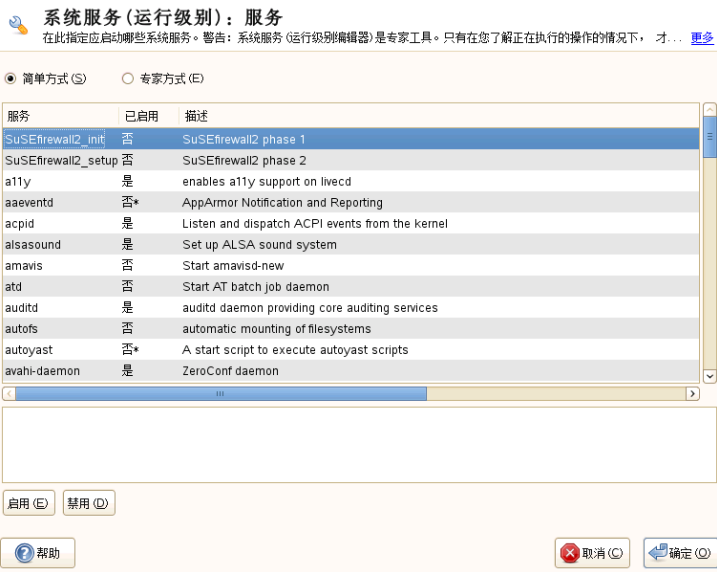 系统服务(运行级别)：服务
在此指定应启动哪些系统服务。警告：系统服务(运行级别编辑器)是专家工具。只有在您了解正在执行的操作的情况下， 才... 更多
简单方式(S) 专家方式(E)
服务 已启用 描述
SuSEfirewall2_init 否 SuSEfirewall2 phase 1
SuSEfirewall2_setup 否 SuSEfirewall2 phase 2
a11y 是 enables a11y support on livecd
aaeventd 否* AppArmor Notification and Reporting
acpid 是 Listen and dispatch ACPI events from the kernel
alsasound 是 Set up ALSA sound system
amavis 否 Start amavisd-new
atd 否 Start AT batch job daemon
auditd 是 auditd daemon providing core auditing services
autofs 否 automatic mounting of filesystems
autoyast 否* A start script to execute autoyast scripts
avahi-daemon 是 ZeroConf daemon
启用(E) 禁用(D)
帮助 取消(C) 确定(O)